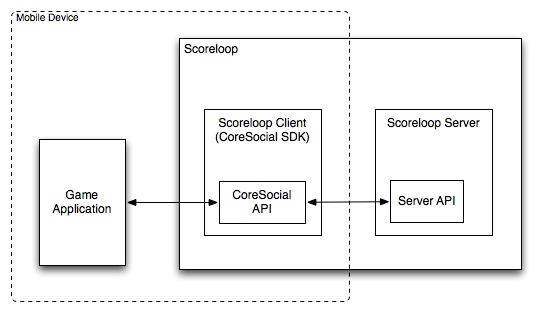 Mobile Device
Scoreloop
Scoreloop Client
(CoreSocial SDK)
Scoreloop Server
Game
Application
CoreSocial
API
Server API